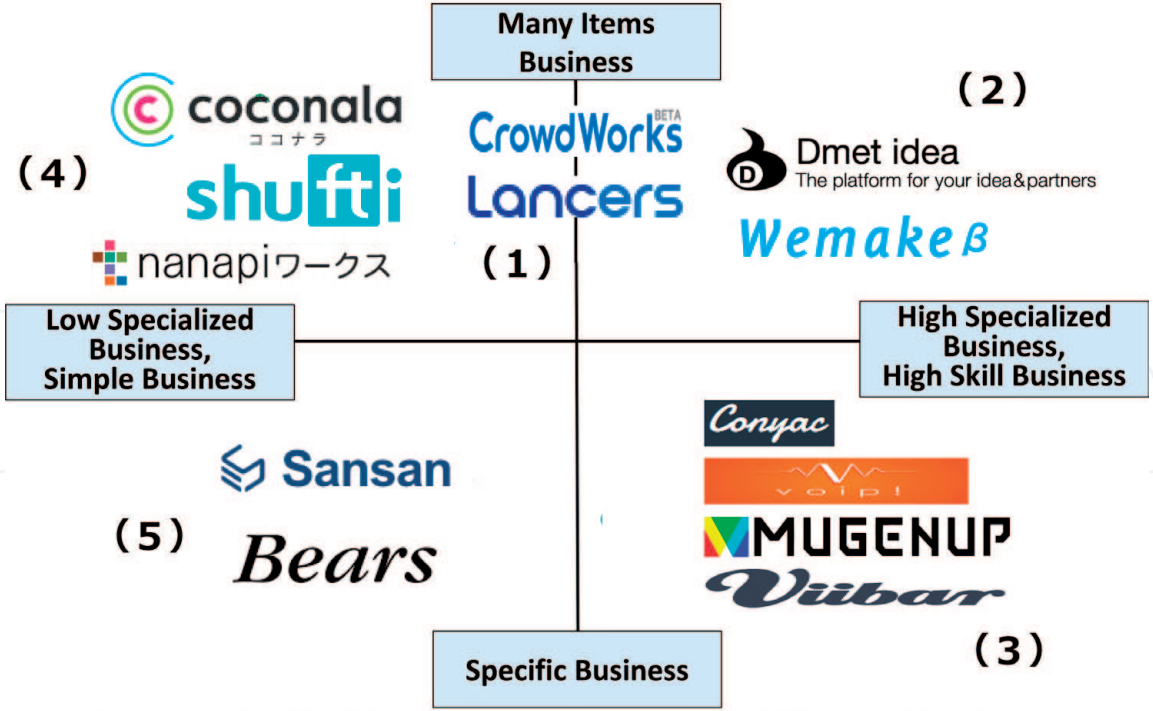 Many Items
Business
(2)
coconala
ココナラ
BETA
CrowdWorks
D
Dmet idea
The platform for your idea&partners
(4)
shufti
Lancers
Wemake β
nanapiワークス
(1)
Low Specialized
Business,
Simple Business
High Specialized
Business,
High Skill Business
Conyac
Sansan
voip!
(5)
MUGENUP
Bears
Viibar
(3)
Specific Business